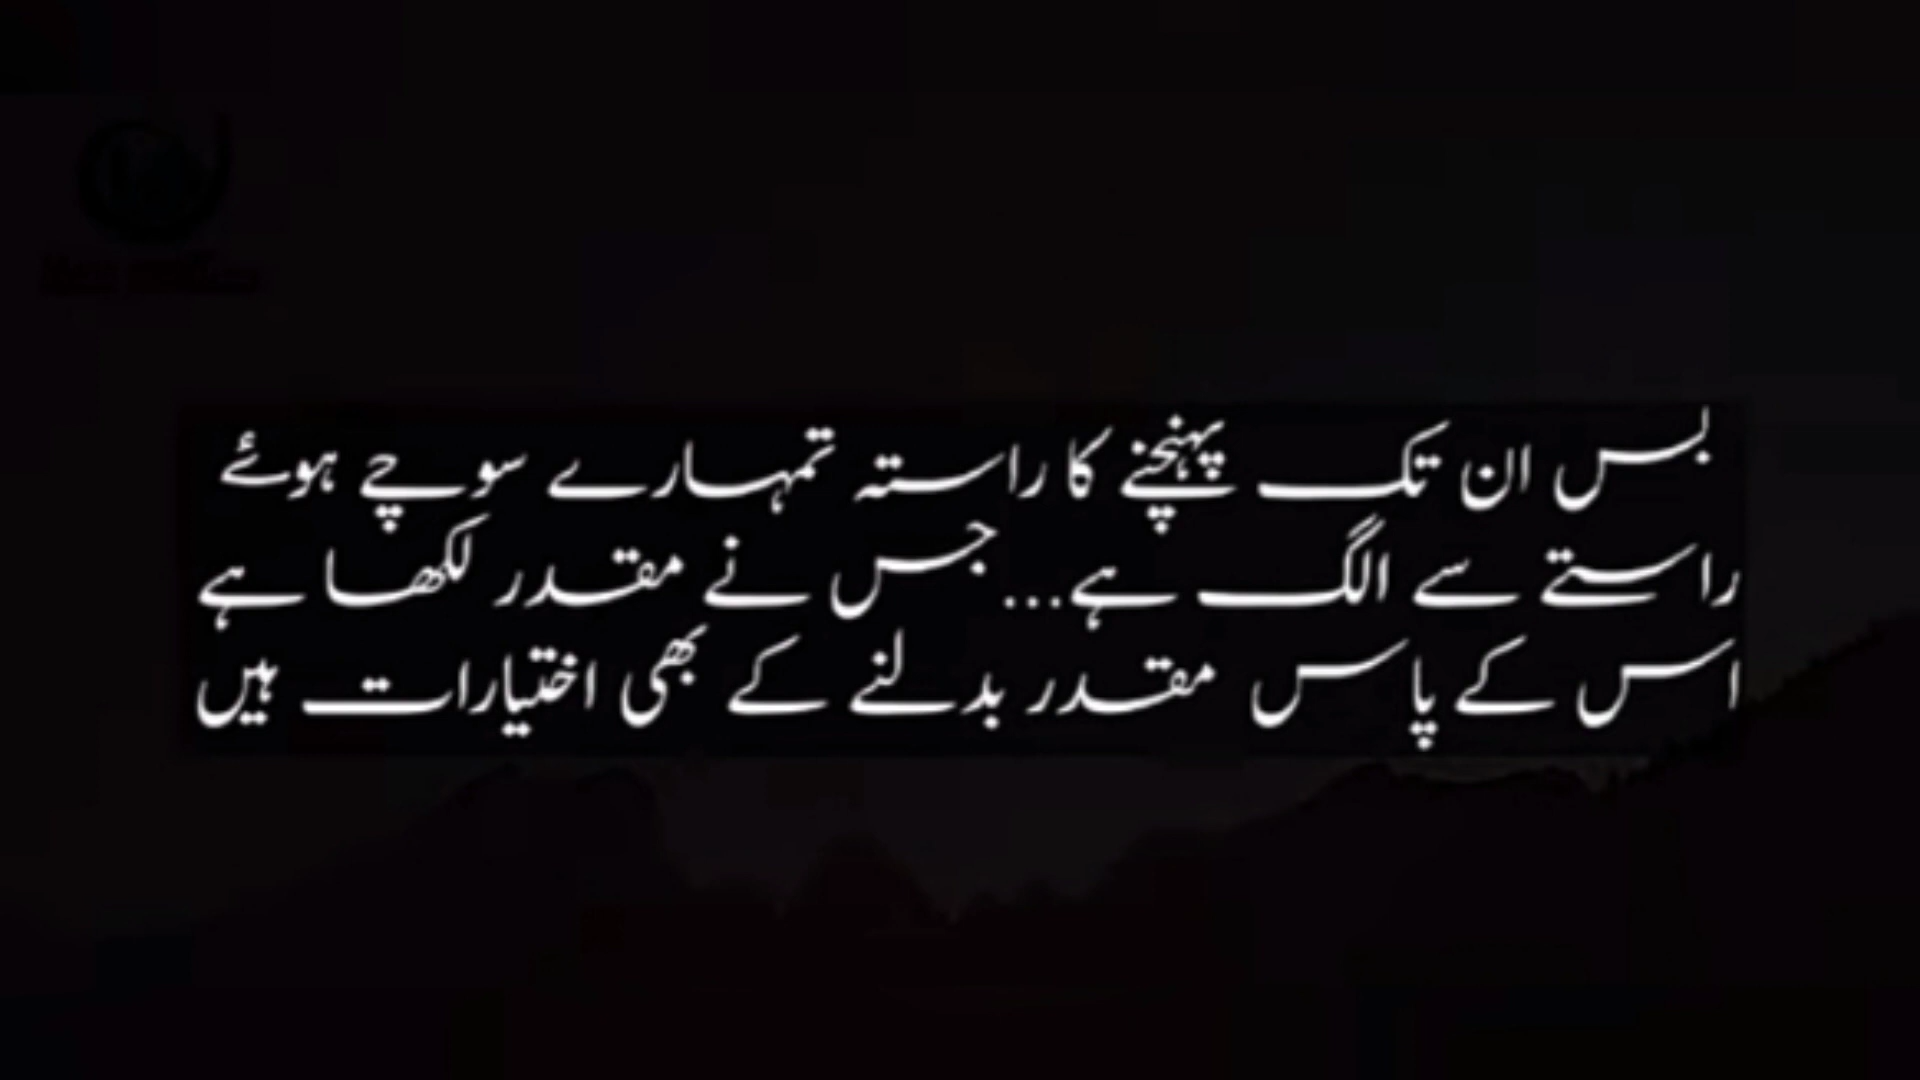 بس ان تک پہنچنے کا راستہ تمہارے سوچے ہوئے
راستے سے الگ ہے...جس نے مقدر لکھا ہے
اس کے پاس مقدر بدلنے کے بھی اختیارات ہیں